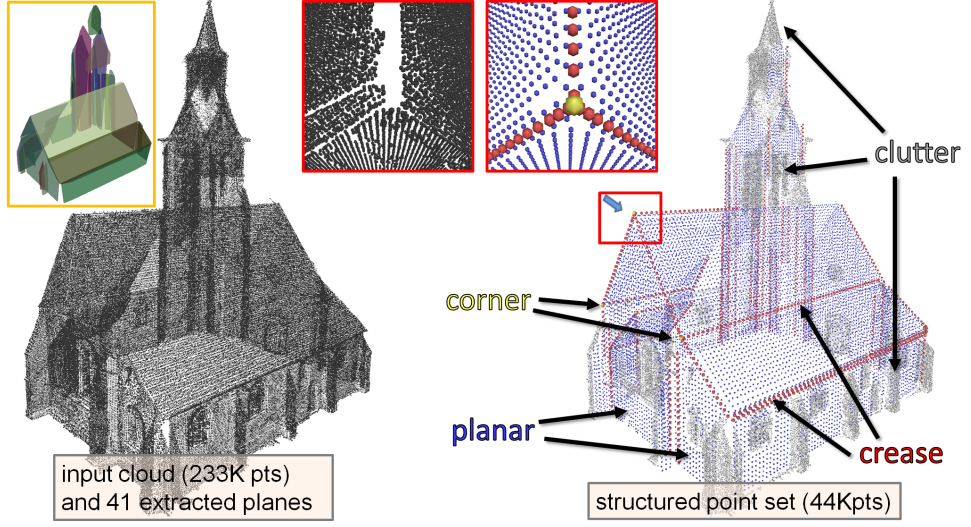 clutter
corner
planar
crease
input cloud (233K pts)
and 41 extracted planes
structured point set (44Kpts)